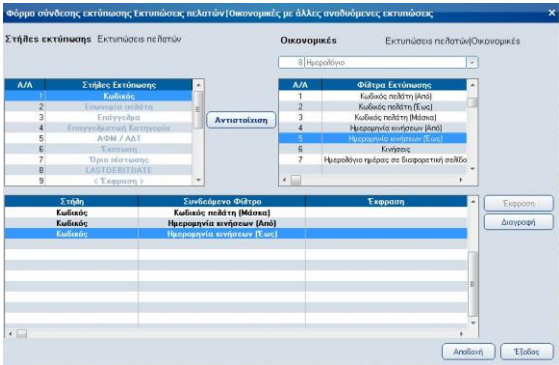 Φόρμα σύνδεσης εκτύπωσης Εκτυπώσεις πελατών|Οικονομικές με άλλες αναδυόμενες εκτυπώσεις
Στήλες εκτύπωσης Εκτυπώσεις πελατών
Οικονομικές Εκτυπώσεις πελατών|Οικονομικές
8 Ημερολόγιο
Α/Α Στήλες Εκτύπωσης
1 Κωδικός
2 Επωνυμία πελάτη
3 Επάγγελμα
4 Επαγγελματική Κατηγορία
5 ΑΦΜ / ΑΔΤ
6 Έκπτωση
7 Όριο πίστωσης
8 LASTDEBITDATE
9 < Έκφραση >
Αντιστοίχιση
Α/Α Φίλτρα Εκτύπωσης
1 Κωδικός πελάτη (Από)
2 Κωδικός πελάτη (Έως)
3 Κωδικός πελάτη (Μάσκα)
4 Ημερομηνία κινήσεων (Από)
5 Ημερομηνία κινήσεων (Έως)
6 Κινήσεις
7 Ημερολόγιο ημέρας σε διαφορετική σελίδα
Στήλη Συνδεόμενο Φίλτρο Έκφραση
Κωδικός Κωδικός πελάτη (Μάσκα)
Κωδικός Ημερομηνία κινήσεων (Από)
Κωδικός Ημερομηνία κινήσεων (Έως)
Έκφραση
Διαγραφή
Αποδοχή Έξοδος